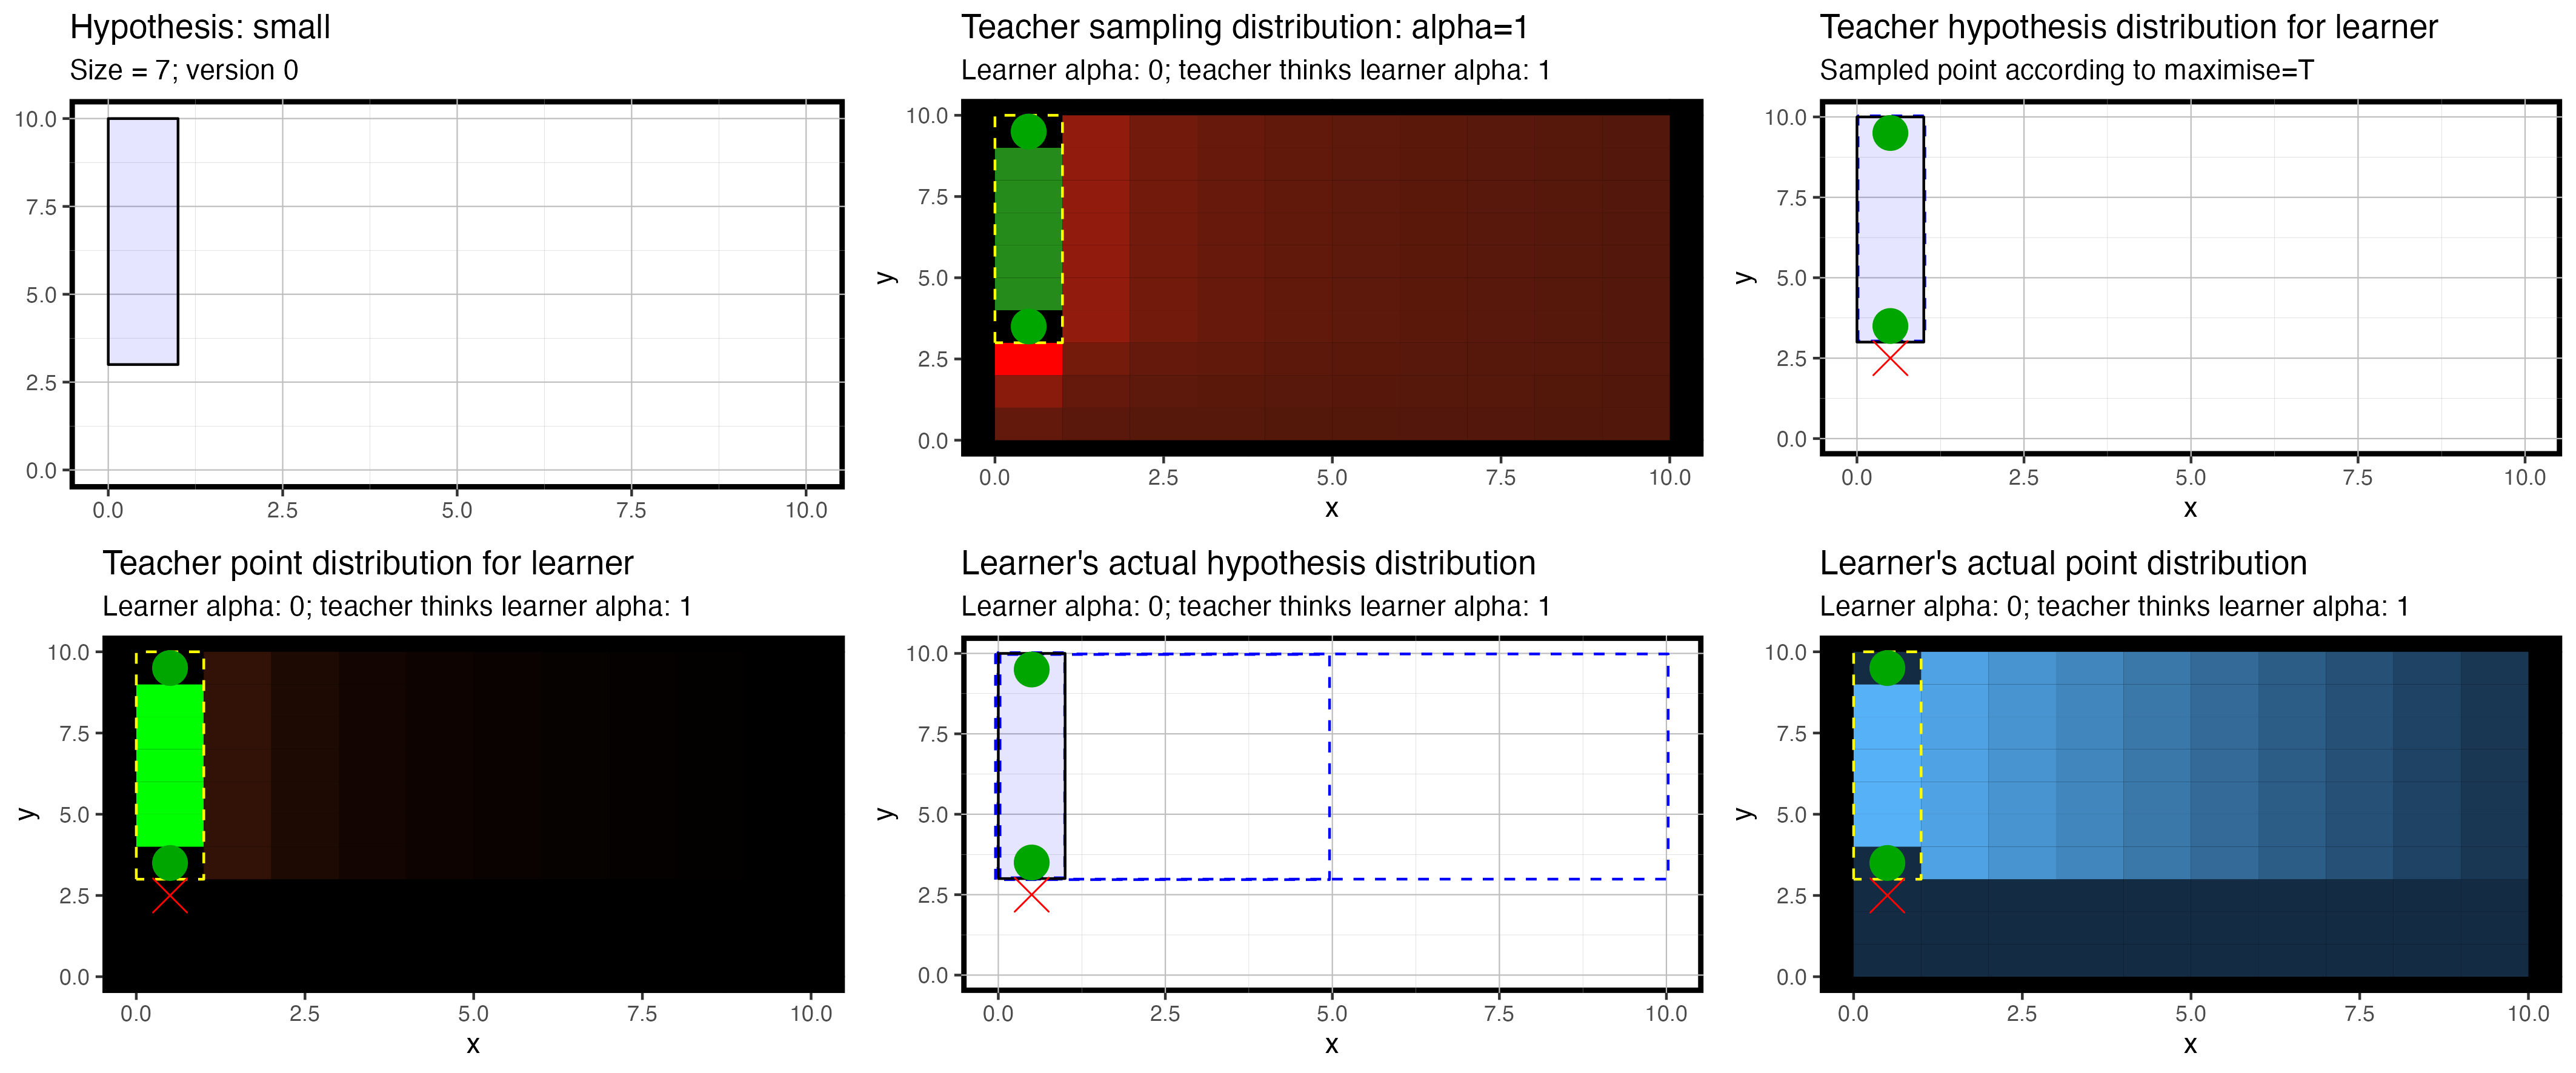 Hypothesis: small
Size = 7; version 0
10.0
7.5
5.0
2.5
0.0
0.0 2.5 5.0 7.5 10.0
Teacher sampling distribution: alpha=1
Learner alpha: 0; teacher thinks learner alpha: 1
y
10.0
7.5
5.0
2.5
0.0
0.0 2.5 5.0 7.5 10.0
x
Teacher hypothesis distribution for learner
Sampled point according to maximise=T
y
10.0
7.5
5.0
2.5
0.0
0.0 2.5 5.0 7.5 10.0
x
Teacher point distribution for learner
Learner alpha: 0; teacher thinks learner alpha: 1
y
10.0
7.5
5.0
2.5
0.0
0.0 2.5 5.0 7.5 10.0
x
Learner's actual hypothesis distribution
Learner alpha: 0; teacher thinks learner alpha: 1
y
10.0
7.5
5.0
2.5
0.0
0.0 2.5 5.0 7.5 10.0
x
Learner's actual point distribution
Learner alpha: 0; teacher thinks learner alpha: 1
y
10.0
7.5
5.0
2.5
0.0
0.0 2.5 5.0 7.5 10.0
x